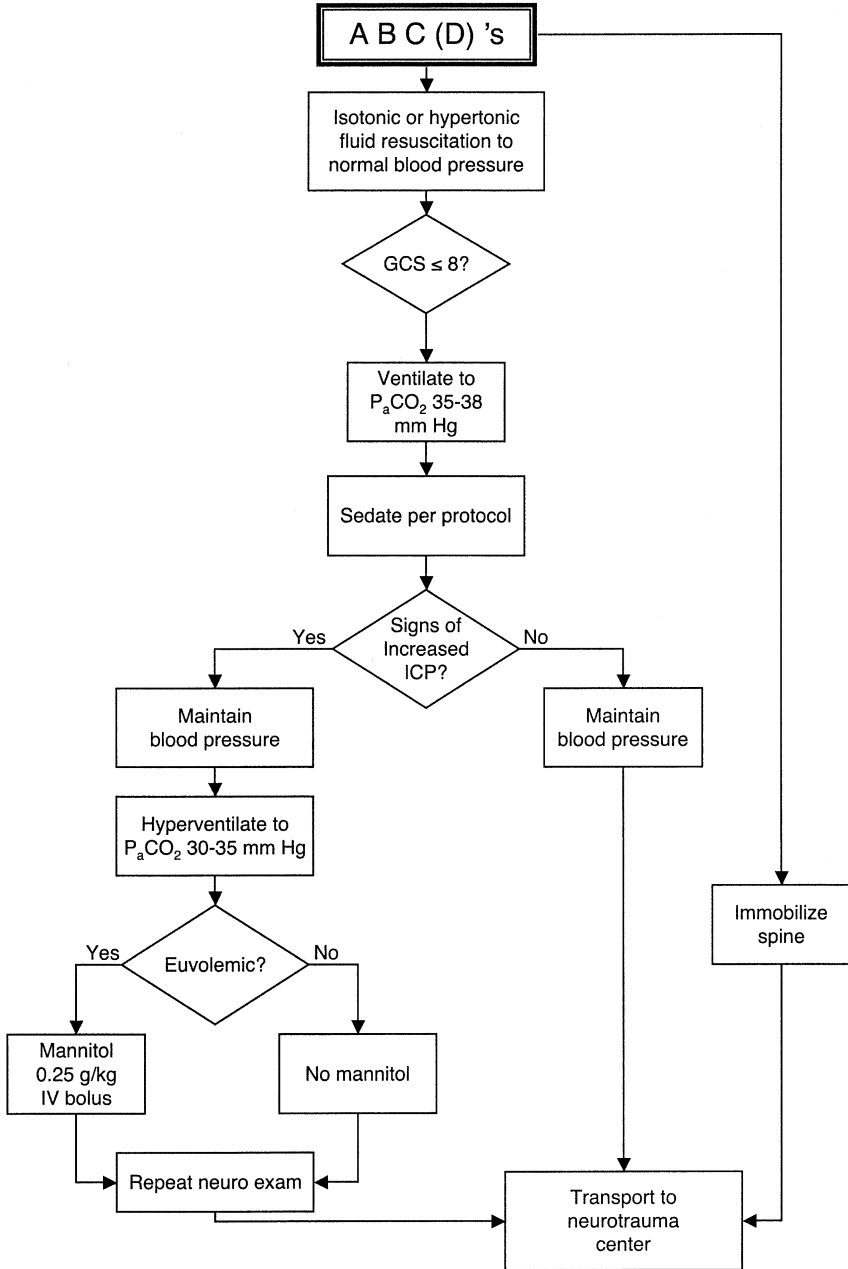 A B C (D) 's
Isotonic or hypertonic
fluid resuscitation to
normal blood pressure
GCS ≤ 8?
Ventilate to
PaCO2 35-38
mm Hg
Sedate per protocol
Signs of
Increased
ICP?
Yes
No
Maintain
blood pressure
Maintain
blood pressure
Hyperventilate to
PaCO2 30-35 mm Hg
Immobilize
spine
Euvolemic?
Yes
No
Mannitol
0.25 g/kg
IV bolus
No mannitol
Repeat neuro exam
Transport to
neurotrauma
center